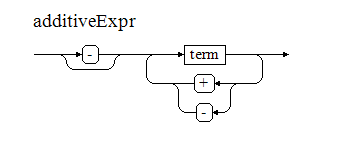 additiveExpr
- term
+
-